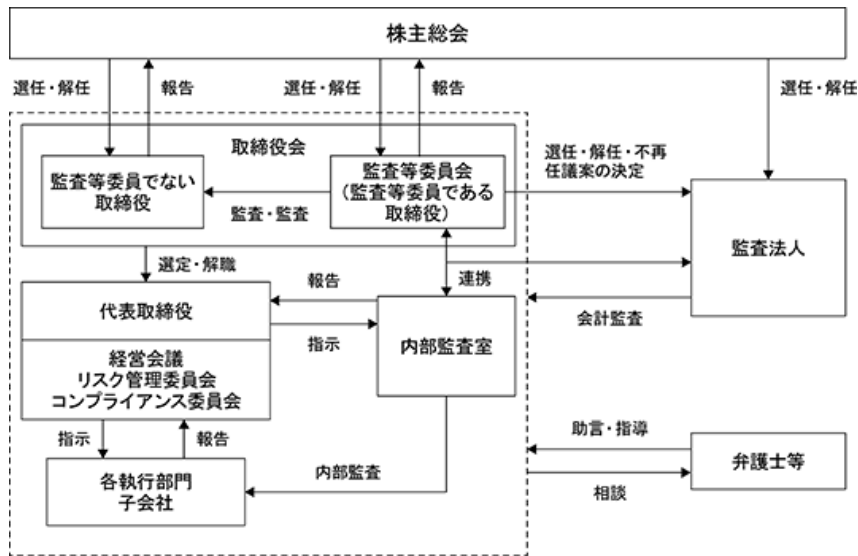 株主総会
選任・解任
報告
選任・解任
報告
選任・解任
取締役会
監査等委員でない
取締役
監査等委員会
(監査等委員である
取締役)
監査・監査
選任・解任・不再
任議案の決定
監査法人
選定・解職
連携
報告
会計監査
代表取締役
指示
内部監査室
経営会議
リスク管理委員会
コンプライアンス委員会
指示
報告
助言・指導
弁護士等
各執行部門
子会社
内部監査
相談